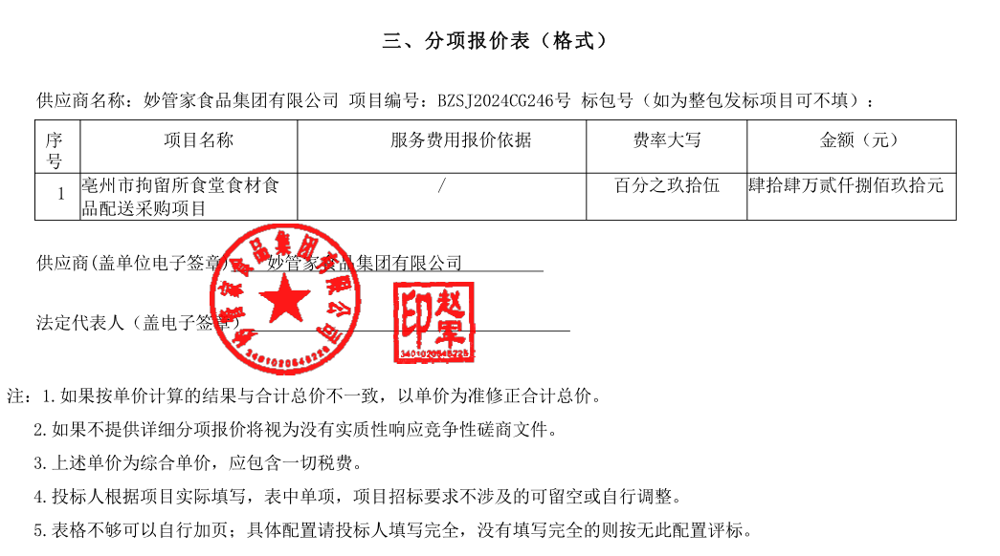 三、分项报价表（格式）
供应商名称：妙管家食品集团有限公司 项目编号：BZSJ2024CG246号 标包号（如为整包发标项目可不填）：
序号 项目名称 服务费用报价依据 费率大写 金额（元）
1 亳州市拘留所食堂食材食 / 百分之玖拾伍 肆拾肆万贰仟捌佰玖拾元
品配送采购项目
供应商(盖单位电子签章) 妙管家食品集团有限公司
法定代表人（盖电子签章）
妙管家食品集团有限公司
赵军印
注：1.如果按单价计算的结果与合计总价不一致，以单价为准修正合计总价。
2.如果不提供详细分项报价将视为没有实质性响应竞争性磋商文件。
3.上述单价为综合单价，应包含一切税费。
4.投标人根据项目实际填写，表中单项，项目招标要求不涉及的可留空或自行调整。
5.表格不够可以自行加页；具体配置请投标人填写完全，没有填写完全的则按无此配置评标。